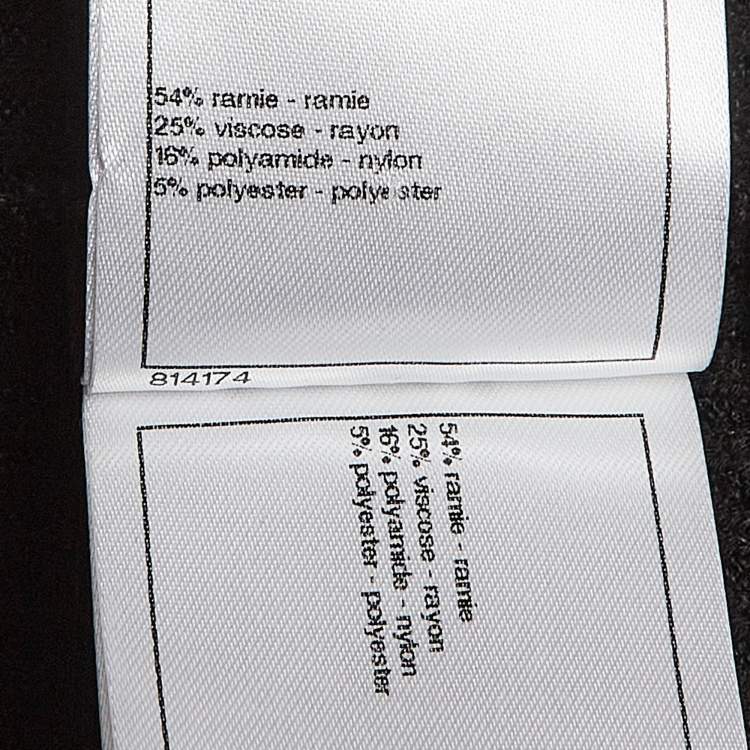 54% ramie - ramie
25% viscose - rayon
16% polyamide - nylon
5% polyester - polyester
814174
54% ramie - ramie
25% viscose - rayon
16% polyamide - nylon
5% polyester - polyester